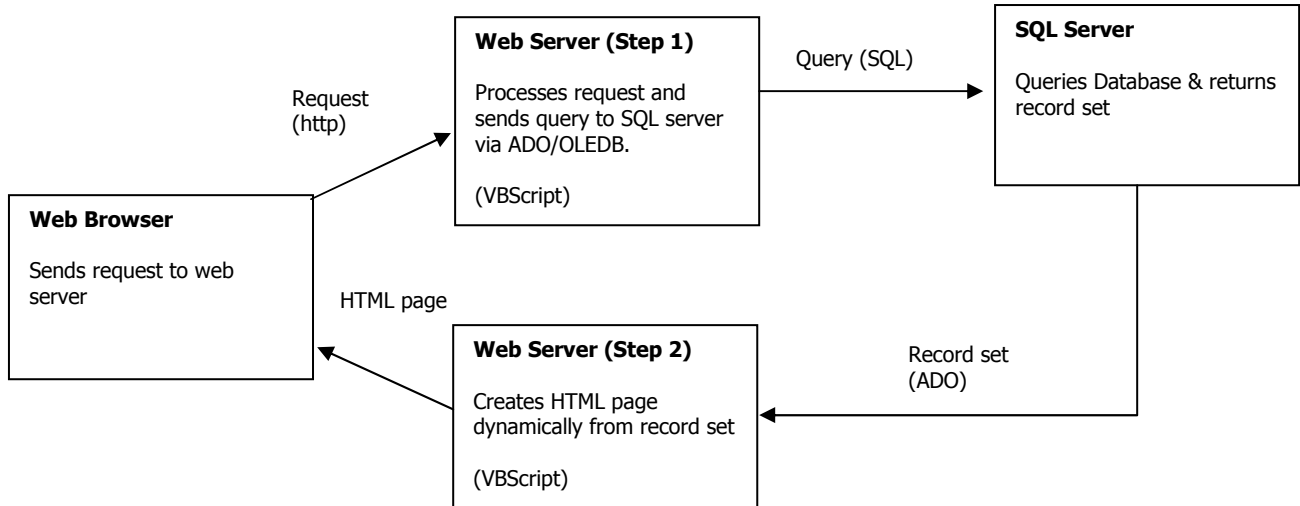 Web Browser
Sends request to web
server
Request
(http)
Web Server (Step 1)
Processes request and
sends query to SQL server
via ADO/OLEDB.
(VBScript)
Query (SQL)
SQL Server
Queries Database & returns
record set
Record set
(ADO)
Web Server (Step 2)
Creates HTML page
dynamically from record set
(VBScript)
HTML page